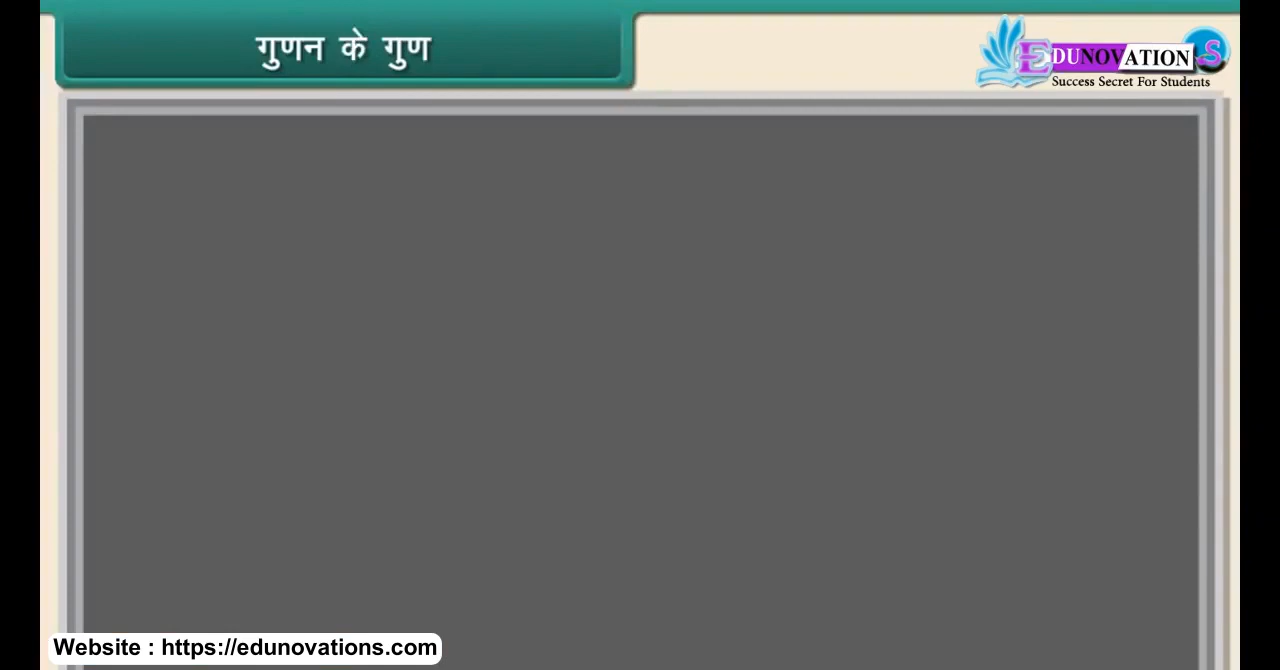 गुणन के गुण
EDUNOVATIONS
Success Secret For Students
Website : https://edunovations.com